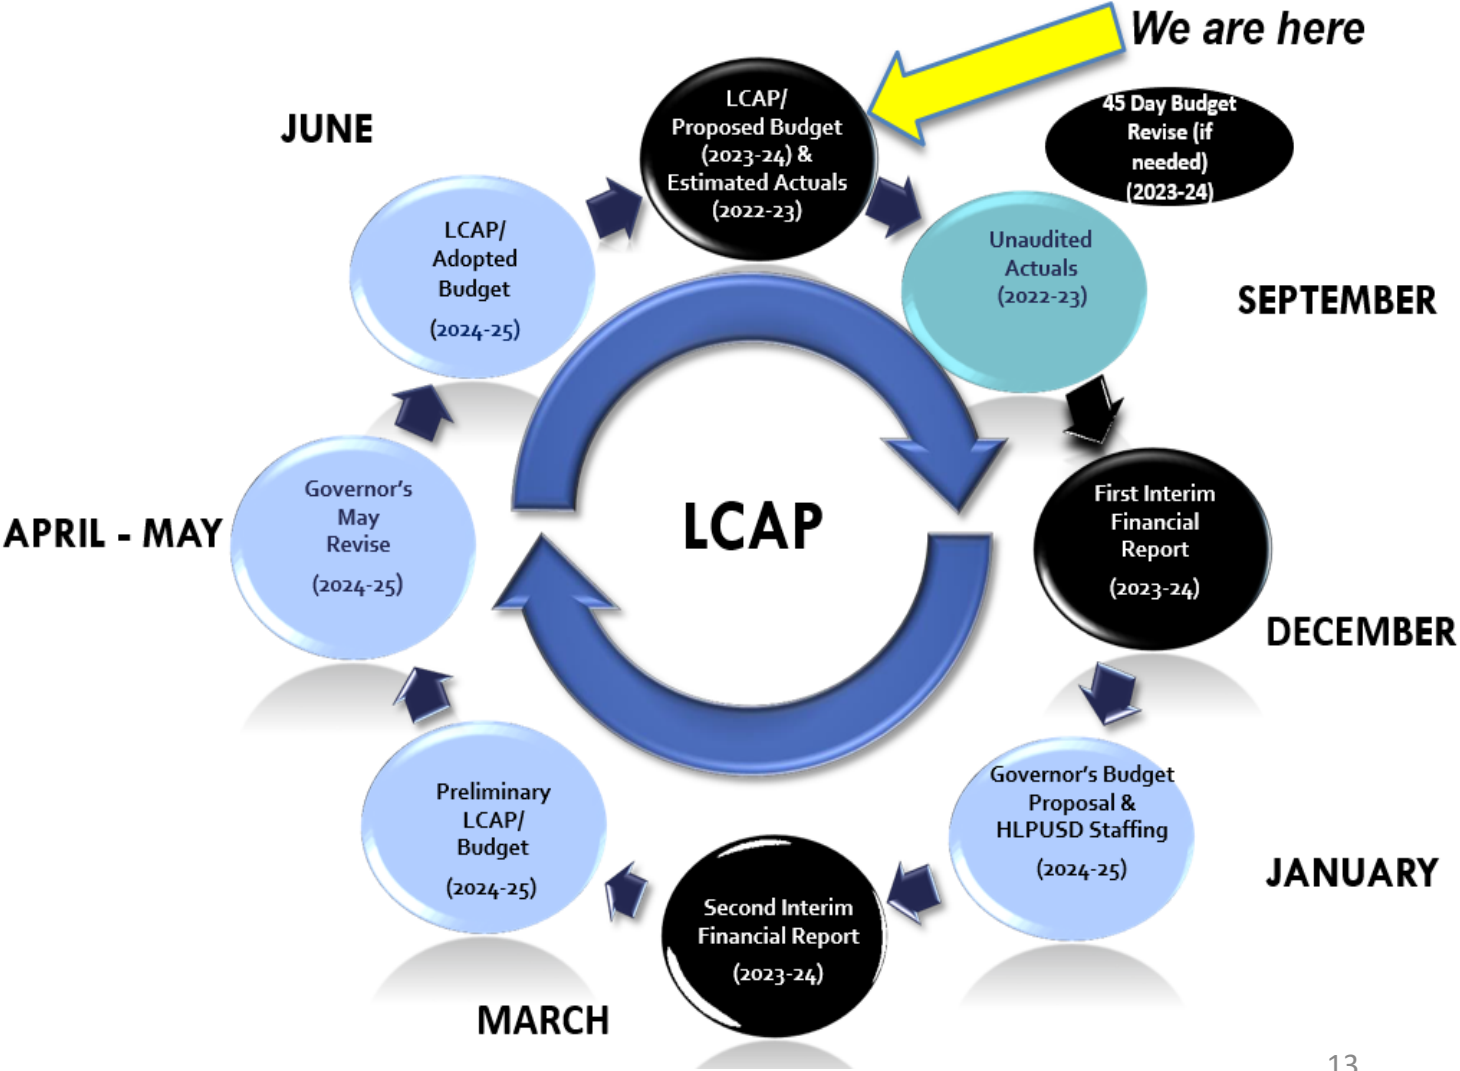 We are here
LCAP/
Proposed Budget
(2023-24) &
Estimated Actuals
(2022-23)
45 Day Budget
Revise (if
needed)
(2023-24)
Unaudited
Actuals
(2022-23)
SEPTEMBER
First Interim
Financial
Report
(2023-24)
DECEMBER
Governor's Budget
Proposal &
HLPUSD Staffing
(2024-25)
JANUARY
Second Interim
Financial Report
(2023-24)
MARCH
Preliminary
LCAP/
Budget
(2024-25)
Governor's
May
Revise
(2024-25)
APRIL - MAY
LCAP/
Adopted
Budget
(2024-25)
JUNE
LCAP
13